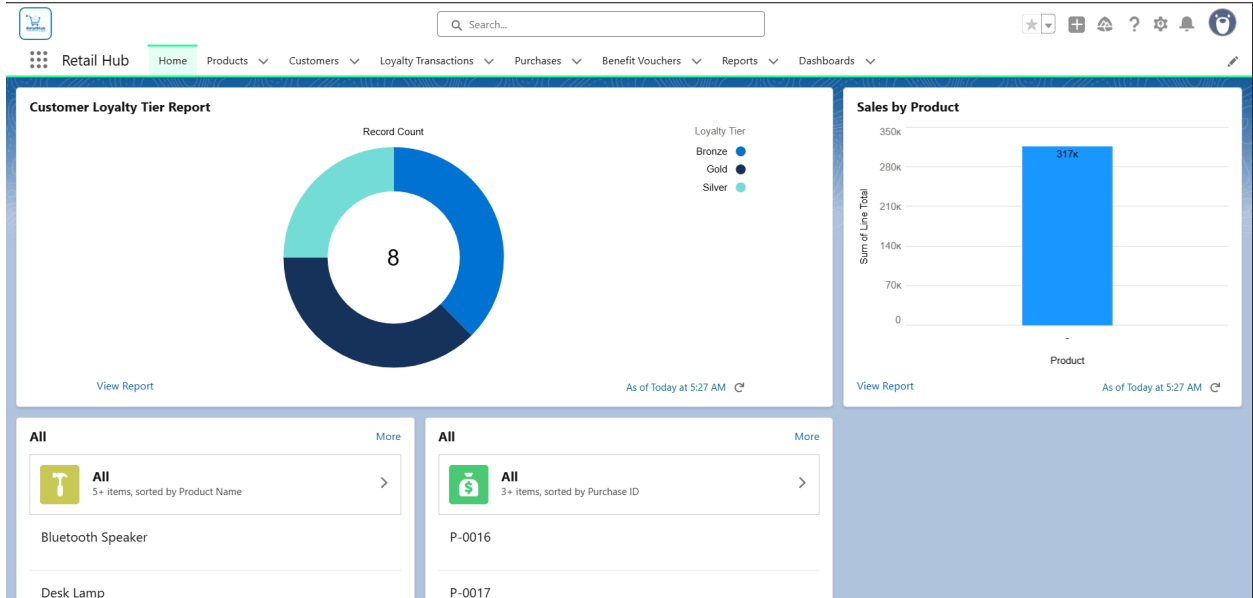 Search...
Retail Hub
Home
Products
Customers
Loyalty Transactions
Purchases
Benefit Vouchers
Reports
Dashboards
Customer Loyalty Tier Report
Record Count
Loyalty Tier
Bronze
Gold
Silver
8
View Report
As of Today at 5:27 AM
Sales by Product
350K
280K
210K
140K
70K
0
Sum of Line Total
317K
-
Product
View Report
As of Today at 5:27 AM
All
More
All
5+ items, sorted by Product Name
Bluetooth Speaker
Desk Lamp
All
More
All
3+ items, sorted by Purchase ID
P-0016
P-0017